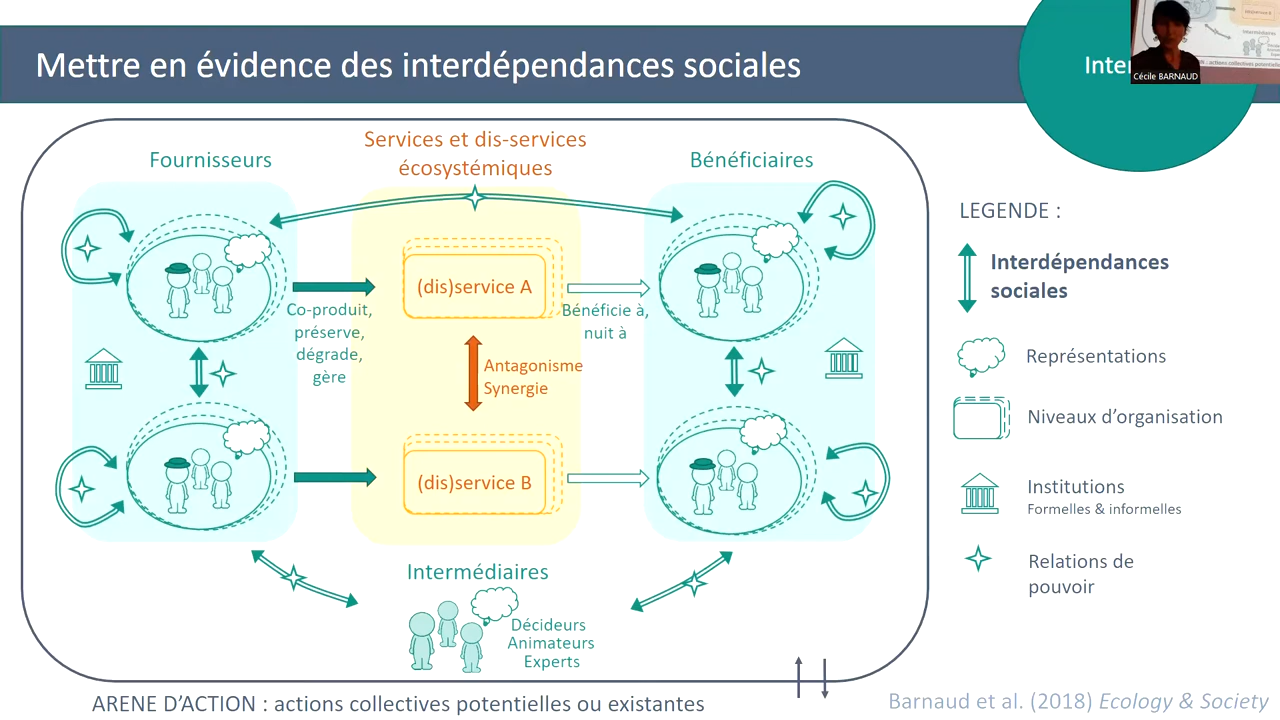 Mettre en évidence des interdépendances sociales
Inter
Cécile BARNAUD
Fournisseurs
Services et dis-services
écosystémiques
Bénéficiaires
(dis)service A
Co-produit,
préserve,
dégrade,
gère
Bénéficie à,
nuit à
Antagonisme
Synergie
(dis)service B
Intermédiaires
Décideurs
Animateurs
Experts
LEGENDE :
Interdépendances
sociales
Représentations
Niveaux d'organisation
Institutions
Formelles & informelles
Relations de
pouvoir
ARENE D'ACTION : actions collectives potentielles ou existantes
Barnaud et al. (2018) Ecology & Society